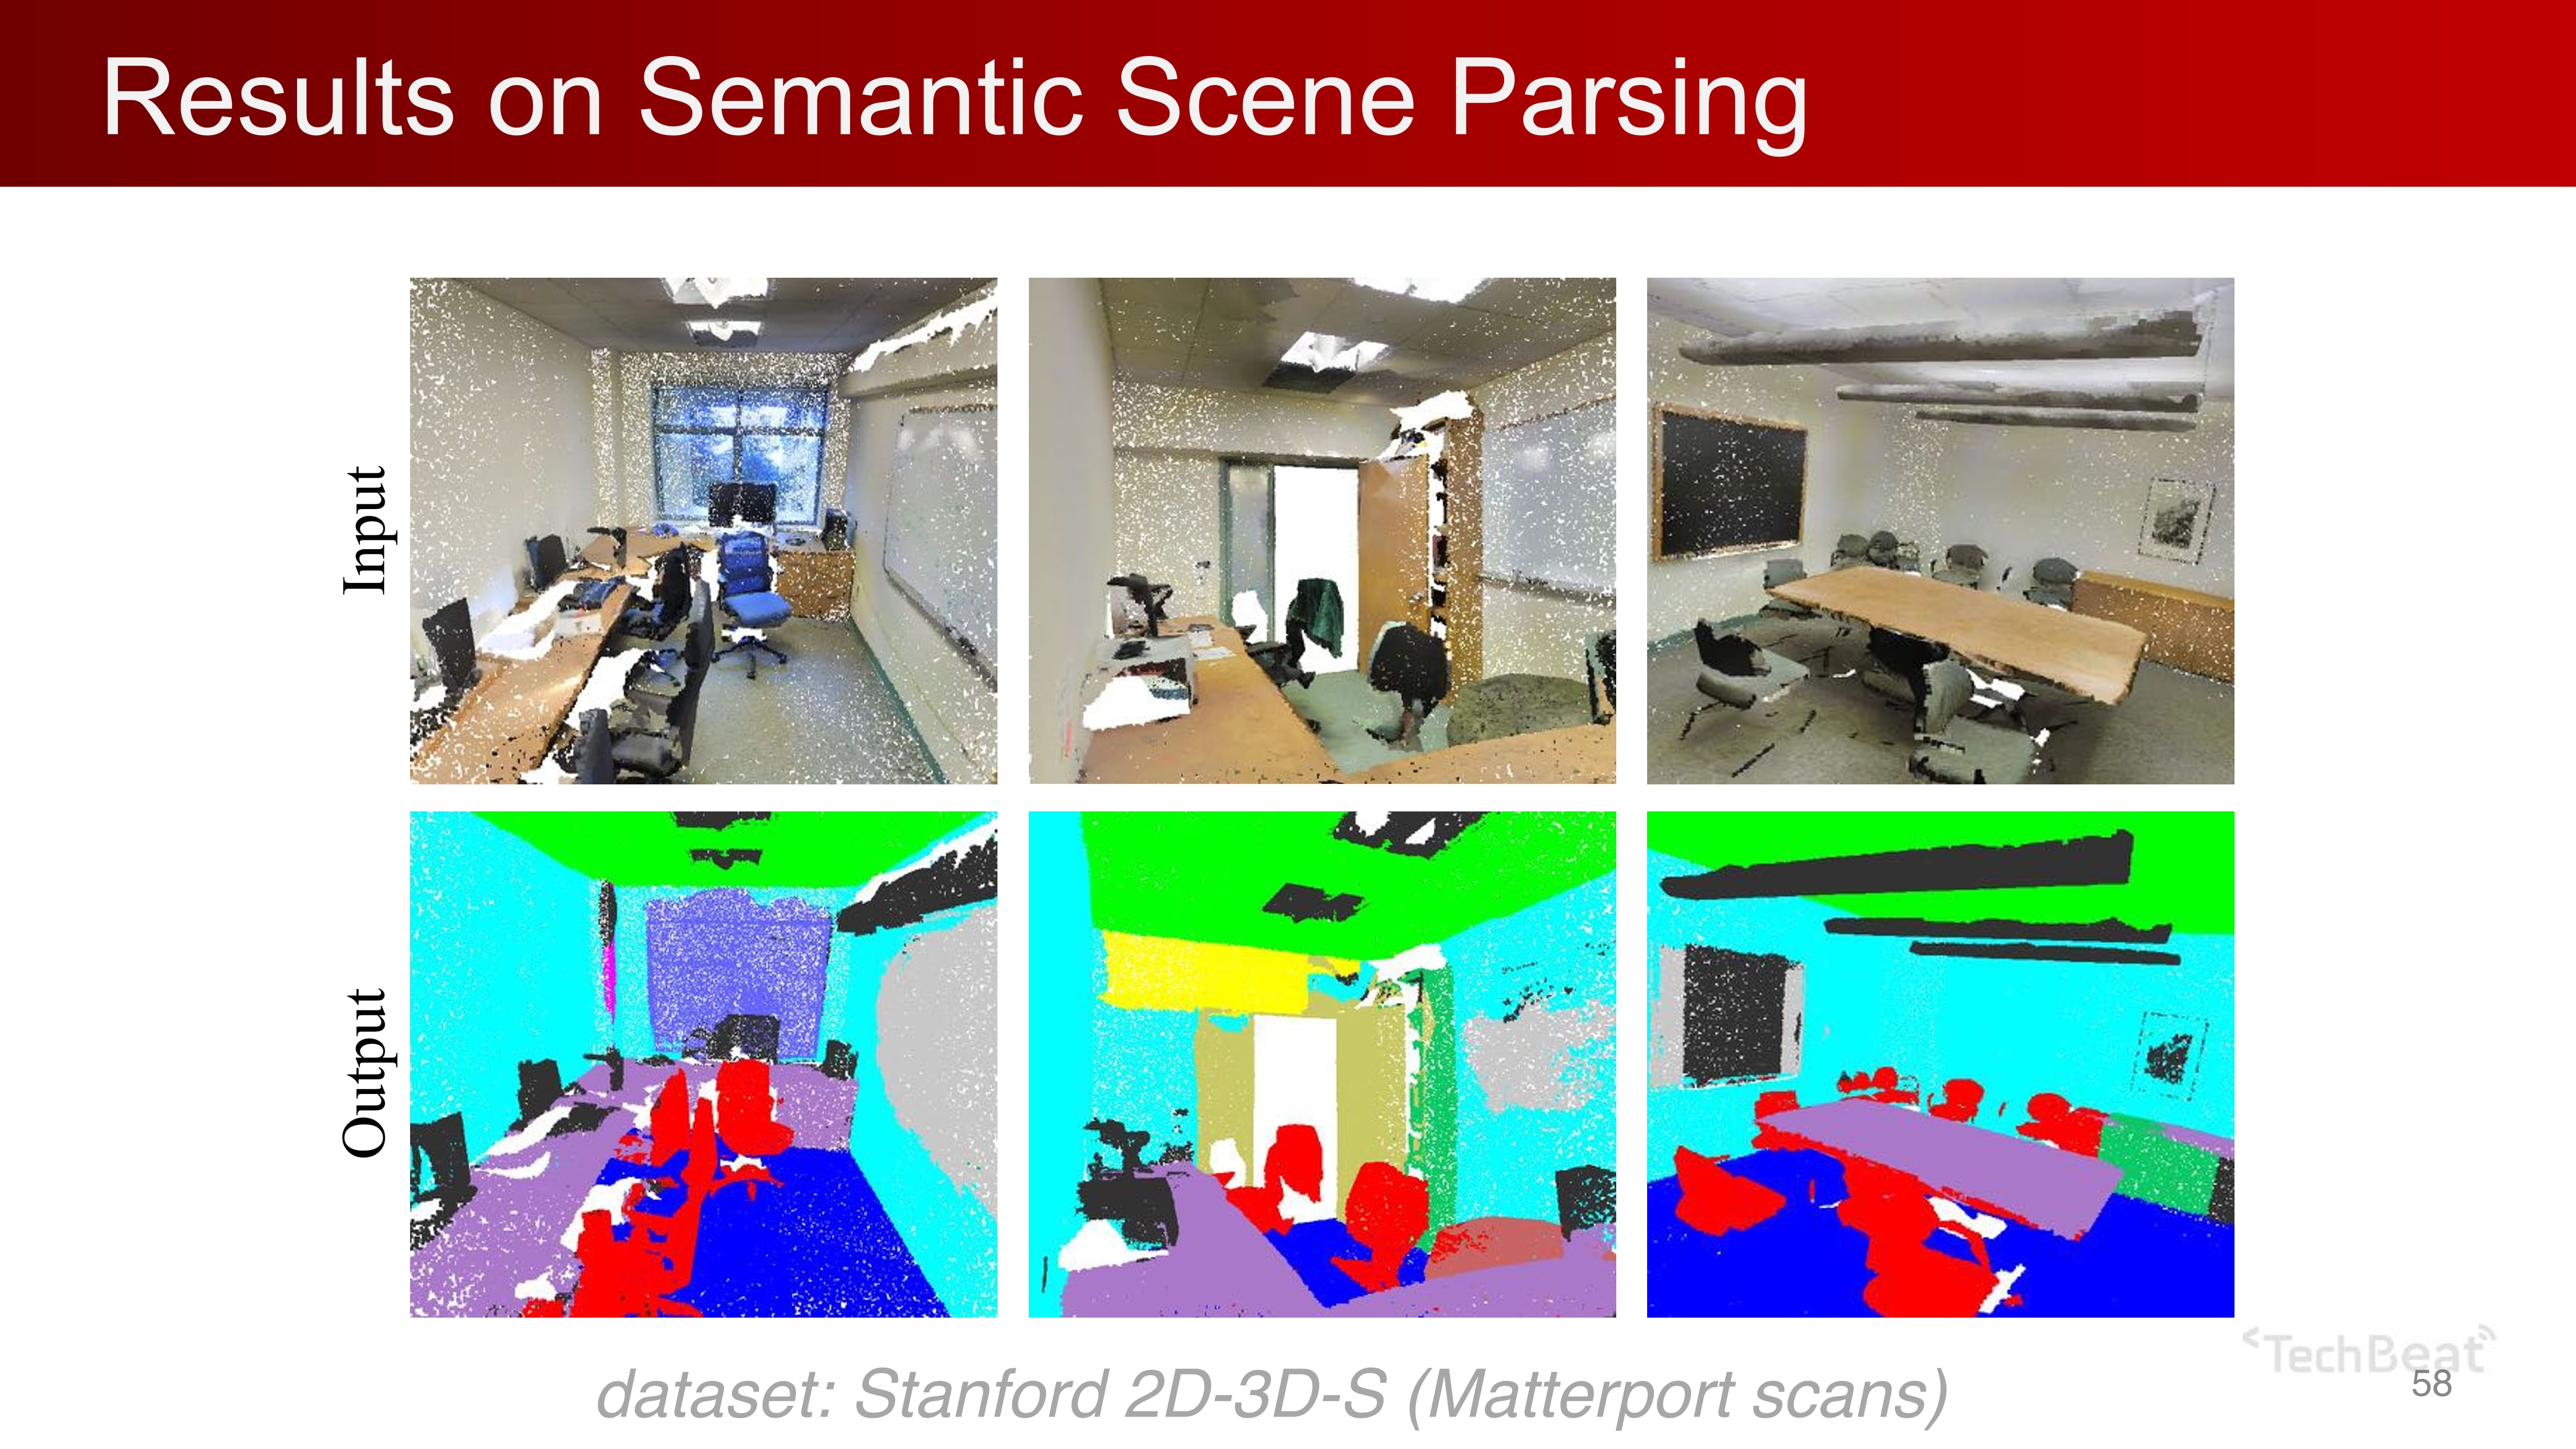 Results on Semantic Scene Parsing
Input
Output
dataset: Stanford 2D-3D-S (Matterport scans)
<TechBeat
58